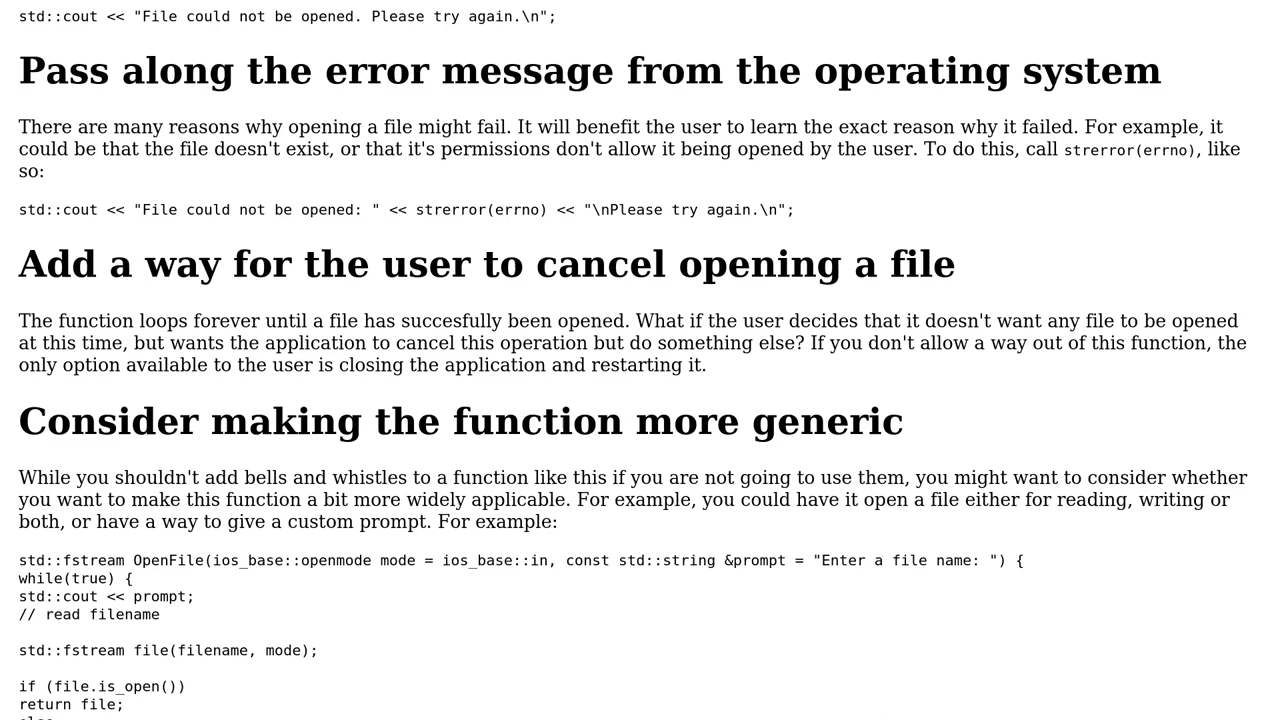 std::cout << "File could not be opened. Please try again.\n";
Pass along the error message from the operating system
There are many reasons why opening a file might fail. It will benefit the user to learn the exact reason why it failed. For example, it
could be that the file doesn't exist, or that it's permissions don't allow it being opened by the user. To do this, call strerror(errno), like
so:
std::cout << "File could not be opened: " << strerror(errno) << "\nPlease try again.\n";
Add a way for the user to cancel opening a file
The function loops forever until a file has succesfully been opened. What if the user decides that it doesn't want any file to be opened
at this time, but wants the application to cancel this operation but do something else? If you don't allow a way out of this function, the
only option available to the user is closing the application and restarting it.
Consider making the function more generic
While you shouldn't add bells and whistles to a function like this if you are not going to use them, you might want to consider whether
you want to make this function a bit more widely applicable. For example, you could have it open a file either for reading, writing or
both, or have a way to give a custom prompt. For example:
std::fstream OpenFile(ios_base::openmode mode = ios_base::in, const std::string &prompt = "Enter a file name: ") {
while(true) {
std::cout << prompt;
// read filename
std::fstream file(filename, mode);
if (file.is_open())
return file;